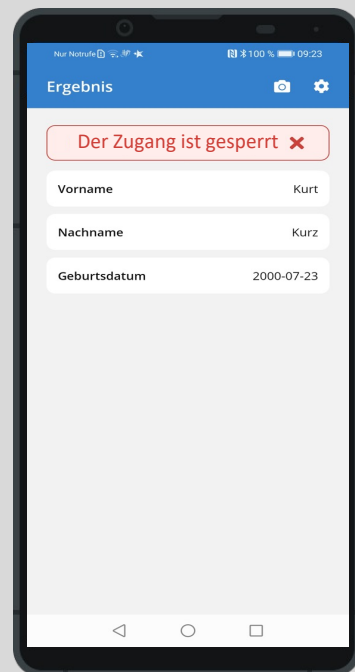 Nur Notrufe 100 % 09:23
Ergebnis
Der Zugang ist gesperrt ×
Vorname Kurt
Nachname Kurz
Geburtsdatum 2000-07-23